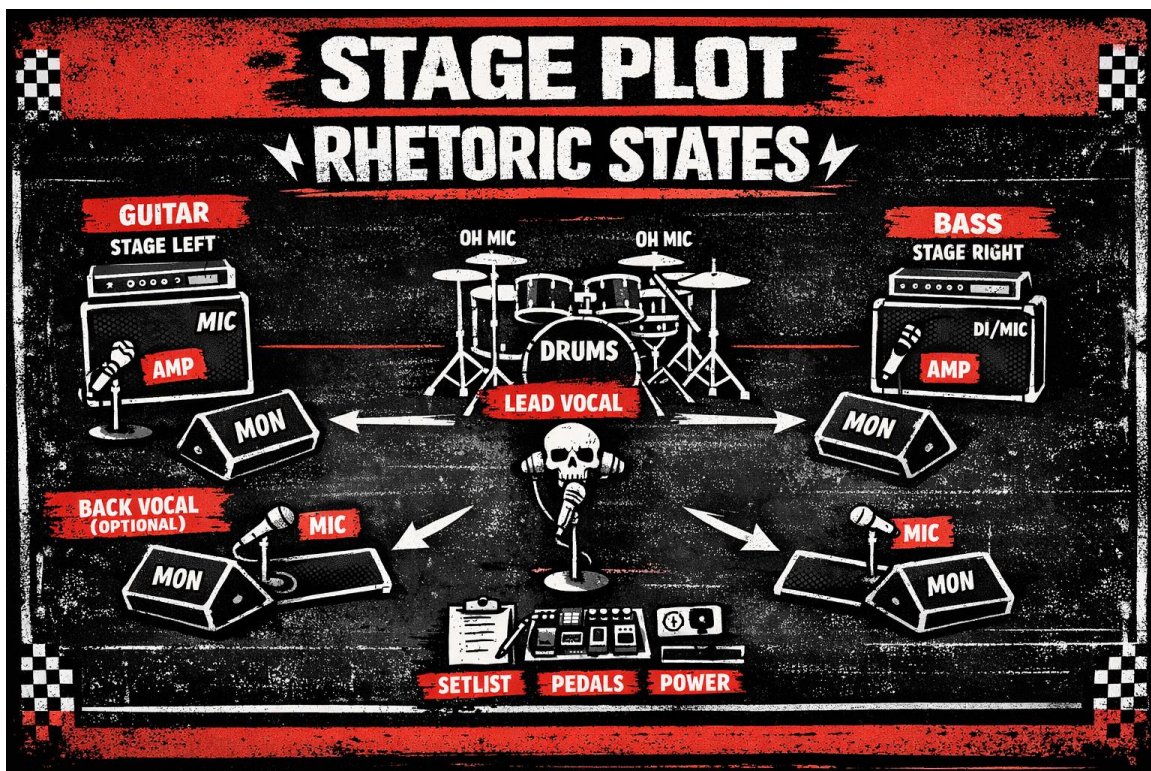 STAGE PLOT
RHETORIC STATES
GUITAR
STAGE LEFT
MIC
AMP
MON
OH MIC
OH MIC
DRUMS
BASS
STAGE RIGHT
DI/MIC
AMP
MON
LEAD VOCAL
BACK VOCAL
(OPTIONAL)
MIC
MON
MIC
MON
SETLIST
PEDALS
POWER